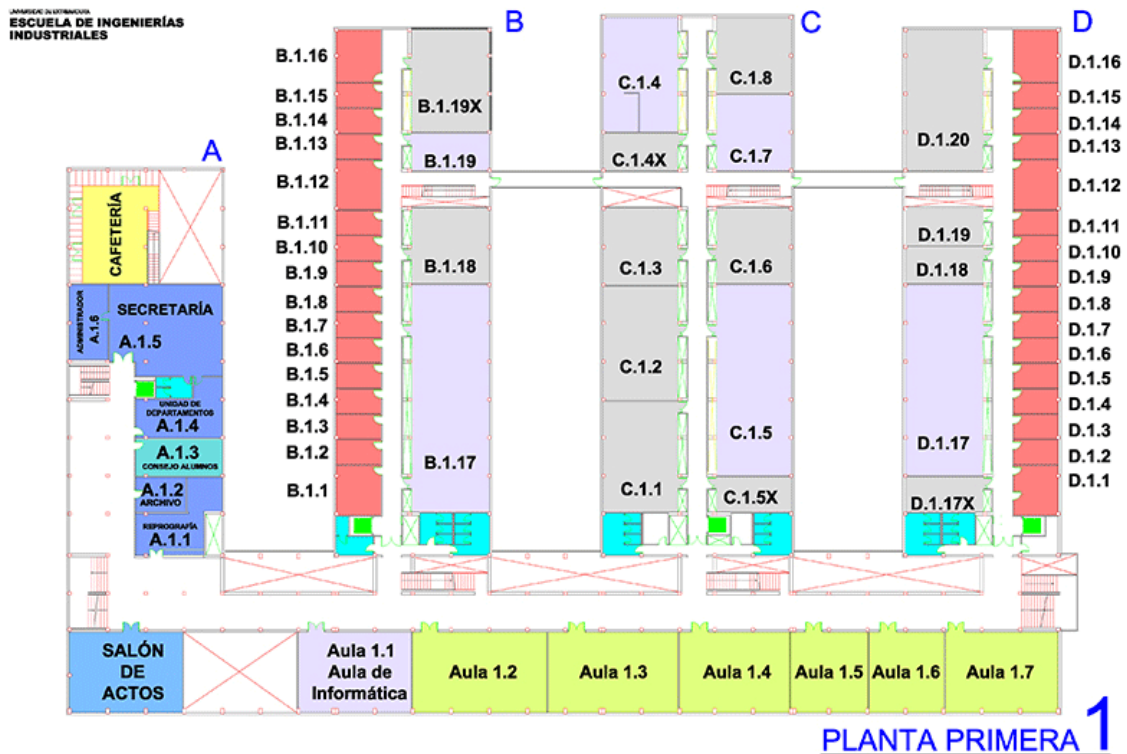 UNIVERSIDAD DE EXTREMADURA
ESCUELA DE INGENIERÍAS
INDUSTRIALES
A
B
C
D
CAFETERÍA
ADMINISTRADOR
A.1.6
SECRETARÍA
A.1.5
UNIDAD DE
DEPARTAMENTOS
A.1.4
A.1.3
CONSEJO ALUMNOS
A.1.2
ARCHIVO
REPROGRAFÍA
A.1.1
B.1.16
B.1.15
B.1.14
B.1.13
B.1.12
B.1.11
B.1.10
B.1.9
B.1.8
B.1.7
B.1.6
B.1.5
B.1.4
B.1.3
B.1.2
B.1.1
B.1.19X
B.1.19
B.1.18
B.1.17
C.1.4
C.1.4X
C.1.3
C.1.2
C.1.1
C.1.8
C.1.7
C.1.6
C.1.5
C.1.5X
D.1.20
D.1.19
D.1.18
D.1.17
D.1.17X
D.1.16
D.1.15
D.1.14
D.1.13
D.1.12
D.1.11
D.1.10
D.1.9
D.1.8
D.1.7
D.1.6
D.1.5
D.1.4
D.1.3
D.1.2
D.1.1
SALÓN
DE
ACTOS
Aula 1.1
Aula de
Informática
Aula 1.2
Aula 1.3
Aula 1.4
Aula 1.5
Aula 1.6
Aula 1.7
PLANTA PRIMERA 1